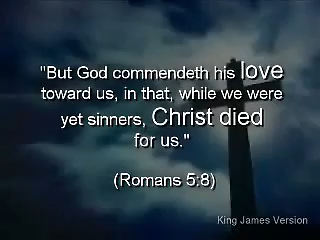 "But God commendeth his love
toward us, in that, while we were
yet sinners, Christ died
for us."
(Romans 5:8)
King James Version